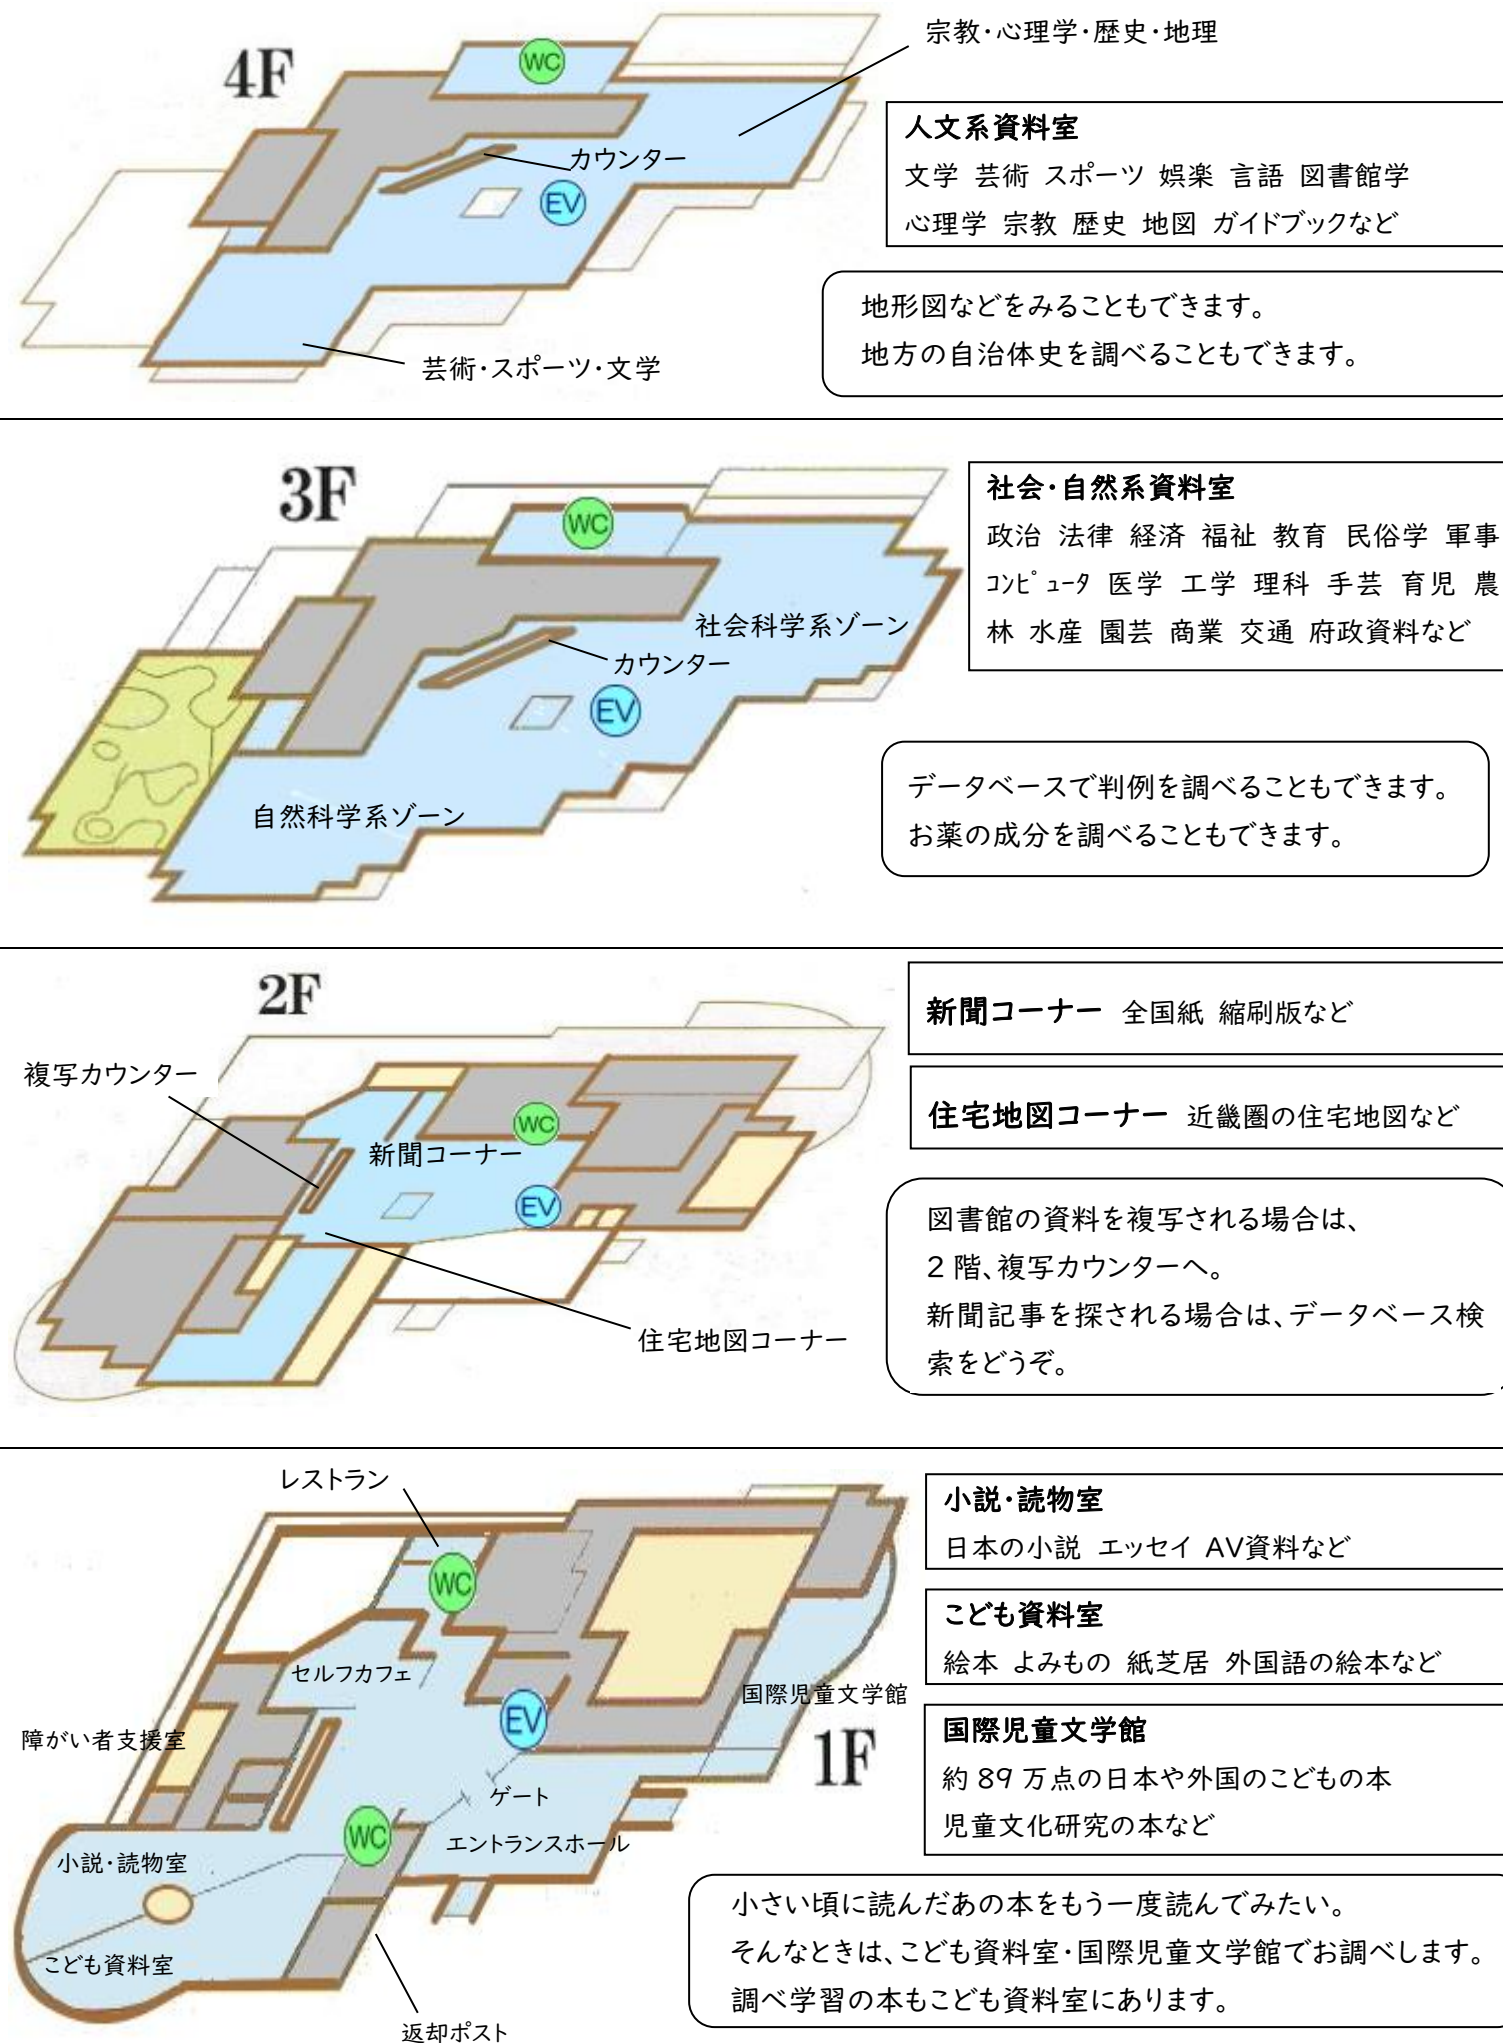 4F
WC
宗教・心理学・歴史・地理
カウンター
EV
芸術・スポーツ・文学
人文系資料室
文学 芸術 スポーツ 娯楽 言語 図書館学
心理学 宗教 歴史 地図 ガイドブックなど
地形図などをみることもできます。
地方の自治体史を調べることもできます。
3F
WC
社会科学系ゾーン
カウンター
EV
自然科学系ゾーン
社会・自然系資料室
政治 法律 経済 福祉 教育 民俗学 軍事
ｺﾝﾋﾟｭｰﾀ 医学 工学 理科 手芸 育児 農
林 水産 園芸 商業 交通 府政資料など
データベースで判例を調べることもできます。
お薬の成分を調べることもできます。
2F
複写カウンター
WC
新聞コーナー
EV
住宅地図コーナー
新聞コーナー 全国紙 縮刷版など
住宅地図コーナー 近畿圏の住宅地図など
図書館の資料を複写される場合は、
2階、複写カウンターへ。
新聞記事を探される場合は、データベース検
索をどうぞ。
レストラン
WC
セルフカフェ
国際児童文学館
EV
障がい者支援室
1F
ゲート
WC
エントランスホール
小説・読物室
こども資料室
返却ポスト
小説・読物室
日本の小説 エッセイ AV資料など
こども資料室
絵本 よみもの 紙芝居 外国語の絵本など
国際児童文学館
約89万点の日本や外国のこどもの本
児童文化研究の本など
小さい頃に読んだあの本をもう一度読んでみたい。
そんなときは、こども資料室・国際児童文学館でお調べします。
調べ学習の本もこども資料室にあります。